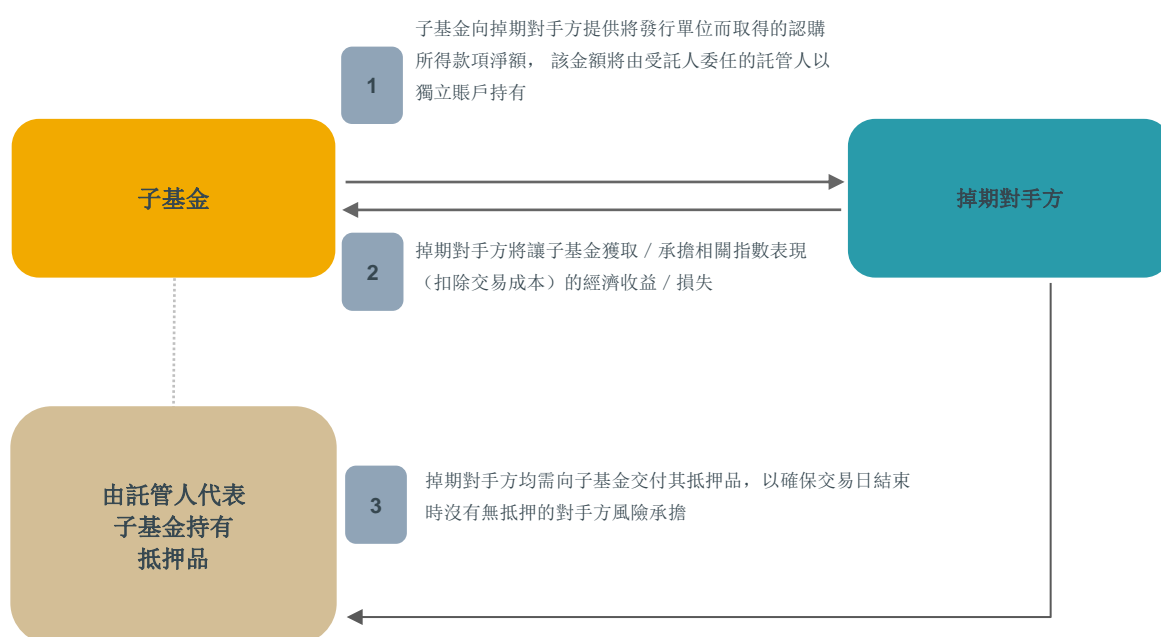 子基金向掉期對手方提供將發行單位而取得的認購
所得款項淨額， 該金額將由受託人委任的託管人以
獨立賬戶持有
1
子基金
掉期對手方
2
掉期對手方將讓子基金獲取 / 承擔相關指數表現
（扣除交易成本）的經濟收益 / 損失
由託管人代表
子基金持有
抵押品
3
掉期對手方均需向子基金交付其抵押品，以確保交易日結束
時沒有無抵押的對手方風險承擔